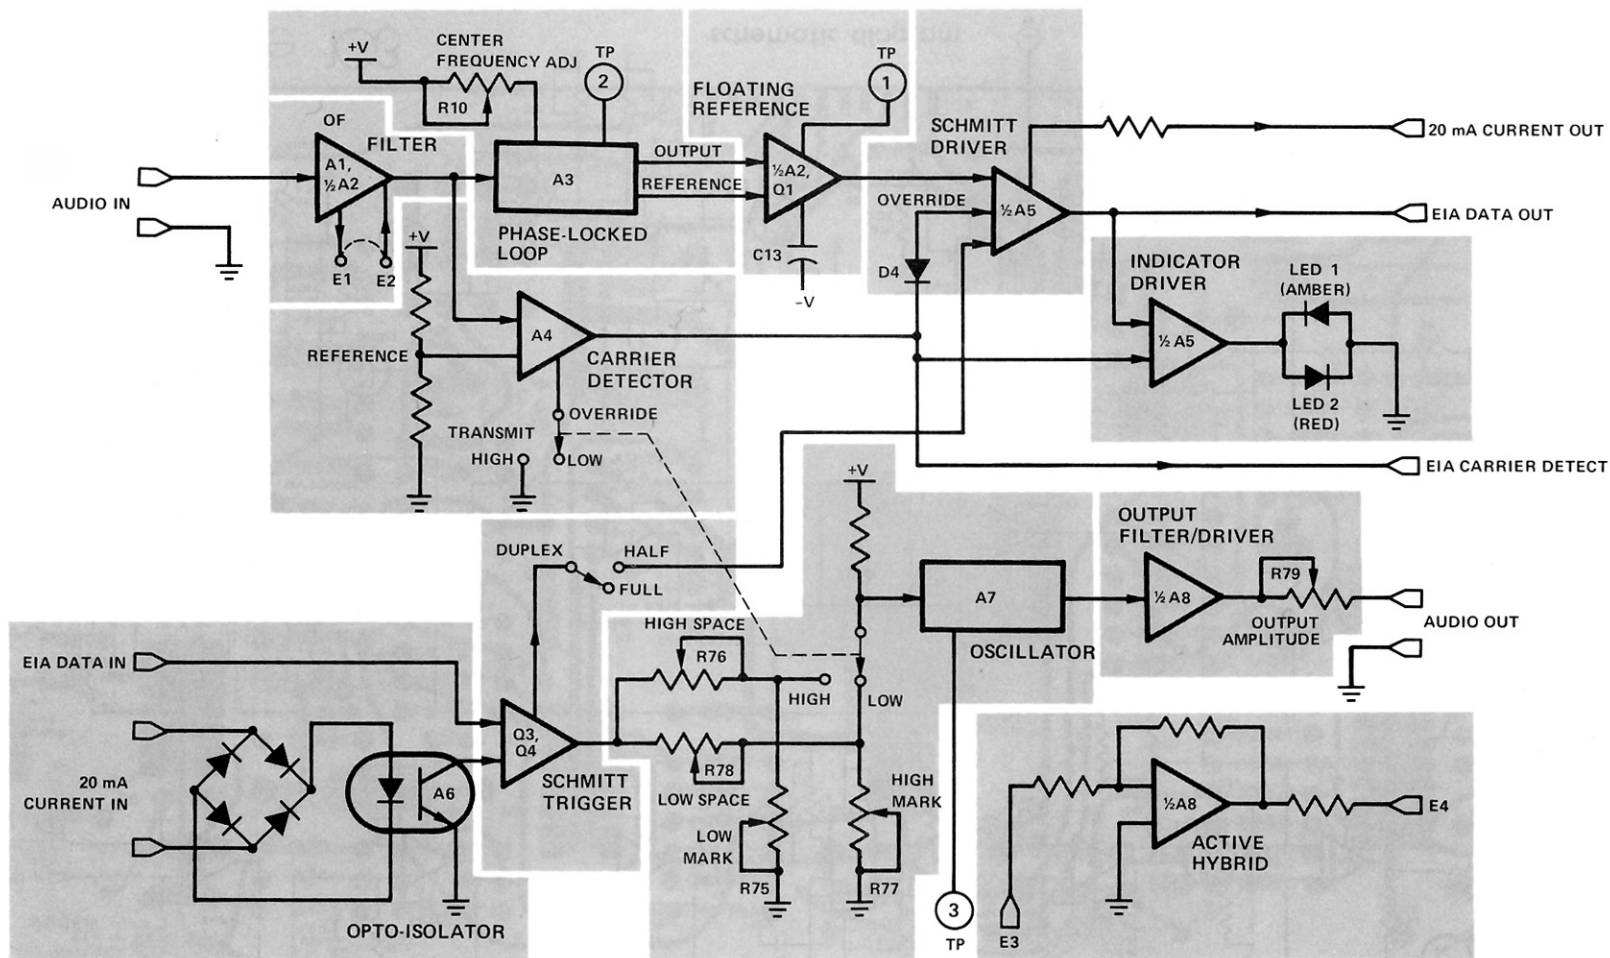 schematic diagram
+V
CENTER
FREQUENCY ADJ
R10
TP
2
TP
1
FLOATING
REFERENCE
SCHMITT
DRIVER
20 mA CURRENT OUT
OF
FILTER
A1,
½A2
AUDIO IN
E1
E2
A3
OUTPUT
REFERENCE
PHASE-LOCKED
LOOP
½A2,
Q1
C13
−V
OVERRIDE
½A5
D4
EIA DATA OUT
INDICATOR
DRIVER
½A5
LED 1
(AMBER)
LED 2
(RED)
+V
REFERENCE
A4
CARRIER
DETECTOR
OVERRIDE
TRANSMIT
HIGH
LOW
EIA CARRIER DETECT
+V
DUPLEX
HALF
FULL
A7
OSCILLATOR
OUTPUT
FILTER/DRIVER
½A8
R79
OUTPUT
AMPLITUDE
AUDIO OUT
EIA DATA IN
HIGH SPACE
R76
HIGH
LOW
20 mA
CURRENT IN
A6
OPTO-ISOLATOR
Q3,
Q4
SCHMITT
TRIGGER
R78
LOW SPACE
LOW
MARK
R75
HIGH
MARK
R77
3
TP
½A8
ACTIVE
HYBRID
E3
E4